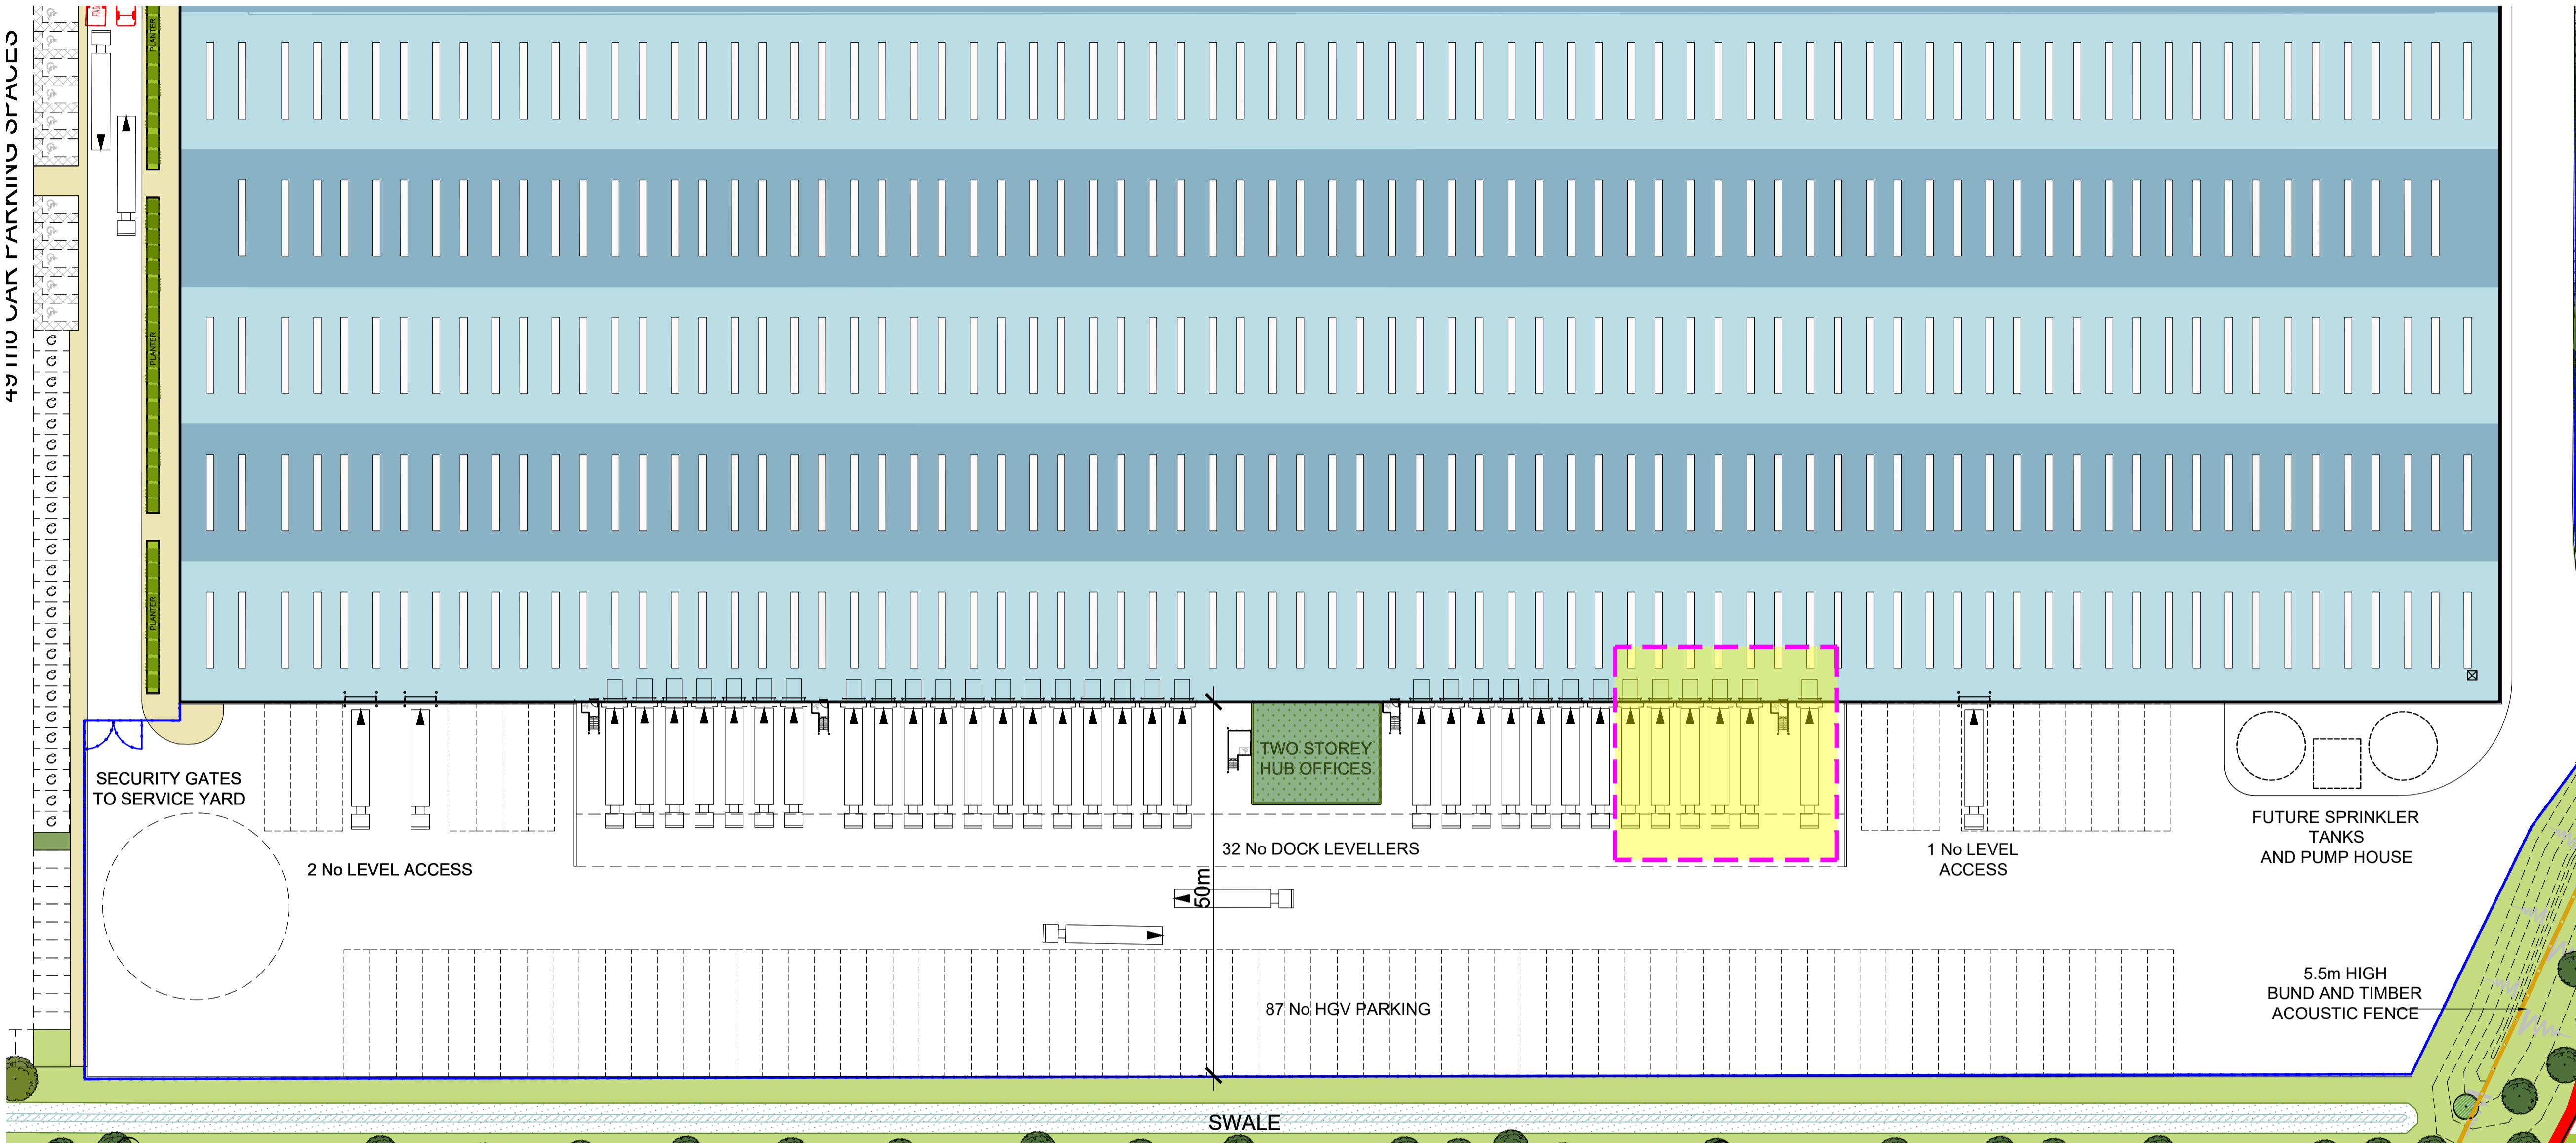 49 no CAR PARKING SPACES
PLANTER
PLANTER
PLANTER
TWO STOREY
HUB OFFICES
SECURITY GATES
TO SERVICE YARD
2 No LEVEL ACCESS
32 No DOCK LEVELLERS
1 No LEVEL
ACCESS
FUTURE SPRINKLER
TANKS
AND PUMP HOUSE
50m
87 No HGV PARKING
5.5m HIGH
BUND AND TIMBER
ACOUSTIC FENCE
SWALE